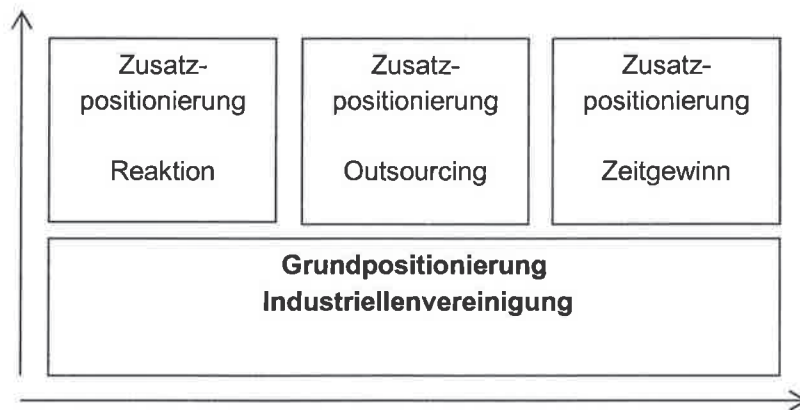 Zusatz-
positionierung
Reaktion
Zusatz-
positionierung
Outsourcing
Zusatz-
positionierung
Zeitgewinn
Grundpositionierung
Industriellenvereinigung